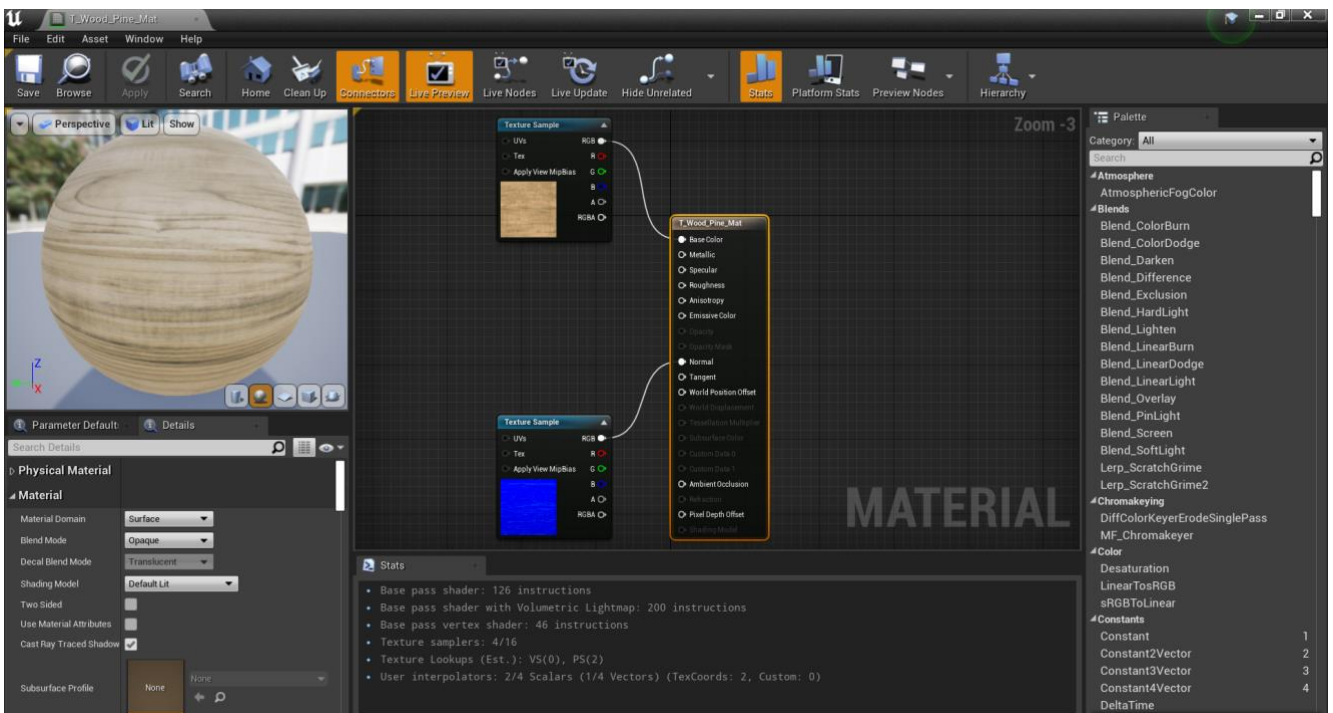 T_Wood_Pine_Mat
File Edit Asset Window Help
Save Browse Apply Search Home Clean Up Connectors Live Preview Live Nodes Live Update Hide Unrelated Stats Platform Stats Preview Nodes Hierarchy
Perspective Lit Show
Z
X
Parameter Defaults Details
Search Details
Physical Material
Material
Material Domain Surface
Blend Mode Opaque
Decal Blend Mode Translucent
Shading Model Default Lit
Two Sided
Use Material Attributes
Cast Ray Traced Shadow
Subsurface Profile None None
Zoom -3
Texture Sample
UVs RGB
Tex R
Apply View MipBias G
B
A
RGBA
T_Wood_Pine_Mat
Base Color
Metallic
Specular
Roughness
Anisotropy
Emissive Color
Opacity
Opacity Mask
Normal
Tangent
World Position Offset
World Displacement
Tessellation Multiplier
Subsurface Color
Custom Data 0
Custom Data 1
Ambient Occlusion
Refraction
Pixel Depth Offset
Shading Model
Texture Sample
UVs RGB
Tex R
Apply View MipBias G
B
A
RGBA
MATERIAL
Stats
Base pass shader: 126 instructions
Base pass shader with Volumetric Lightmap: 200 instructions
Base pass vertex shader: 46 instructions
Texture samplers: 4/16
Texture Lookups (Est.): VS(0), PS(2)
User interpolators: 2/4 Scalars (1/4 Vectors) (TexCoords: 2, Custom: 0)
Palette
Category: All
Search
Atmosphere
AtmosphericFogColor
Blends
Blend_ColorBurn
Blend_ColorDodge
Blend_Darken
Blend_Difference
Blend_Exclusion
Blend_HardLight
Blend_Lighten
Blend_LinearBurn
Blend_LinearDodge
Blend_LinearLight
Blend_Overlay
Blend_PinLight
Blend_Screen
Blend_SoftLight
Lerp_ScratchGrime
Lerp_ScratchGrime2
Chromakeying
DiffColorKeyerErodeSinglePass
MF_Chromakeyer
Color
Desaturation
LinearTosRGB
sRGBToLinear
Constants
Constant 1
Constant2Vector 2
Constant3Vector 3
Constant4Vector 4
DeltaTime